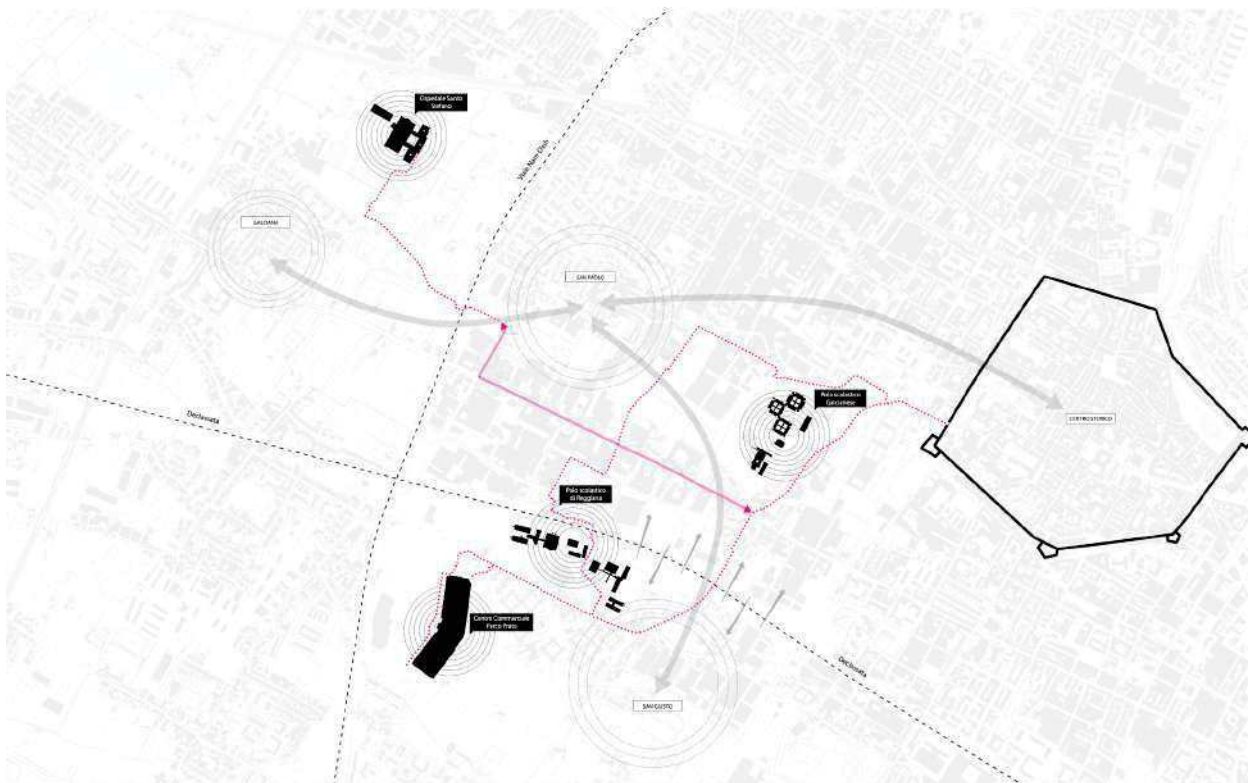 Ospedale Santo
Stefano
Viale Nam-Dinh
GALCIANA
SAN PAOLO
Declassata
Polo scolastico
Galcianese
CENTRO STORICO
Polo scolastico
di Reggiana
Centro Commerciale
Parco Prato
Declassata
SAN GIUSTO